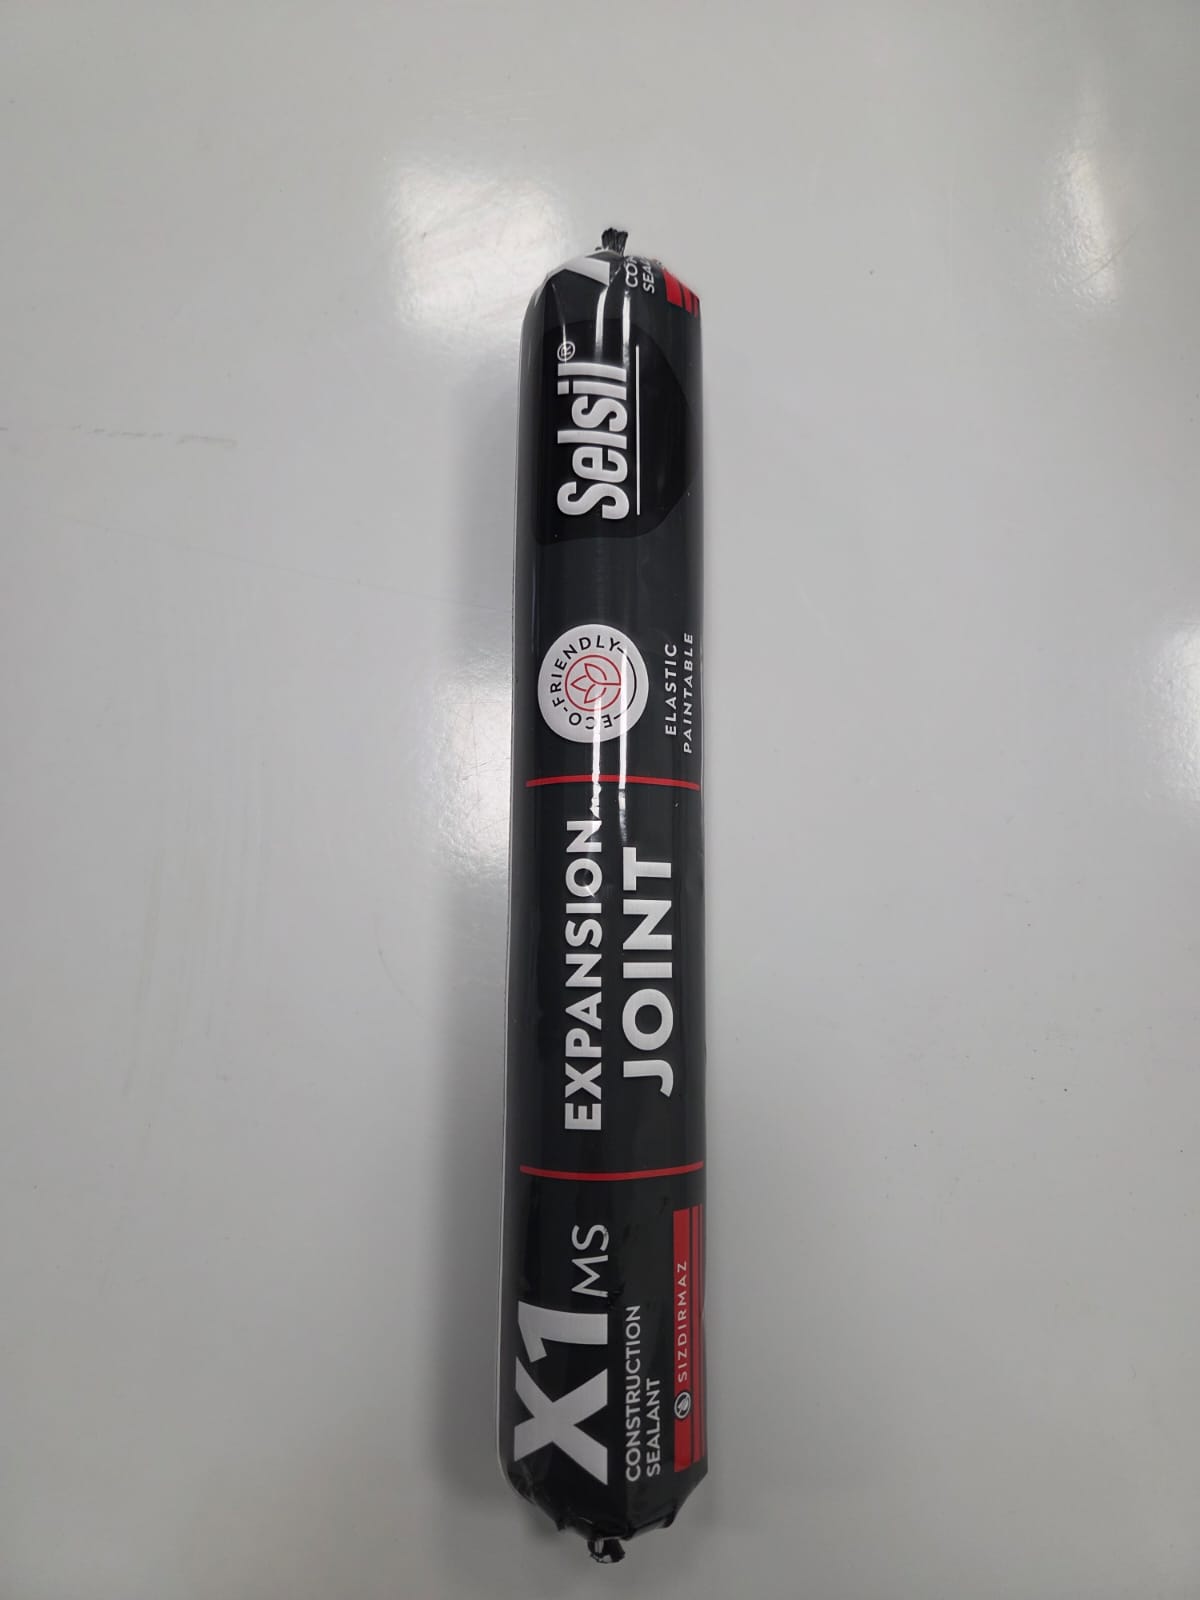 X1 MS
CONSTRUCTION
SEALANT
SIZDIRMAZ
EXPANSION
JOINT
ECO-FRIENDLY
ELASTIC
PAINTABLE
Selsil®